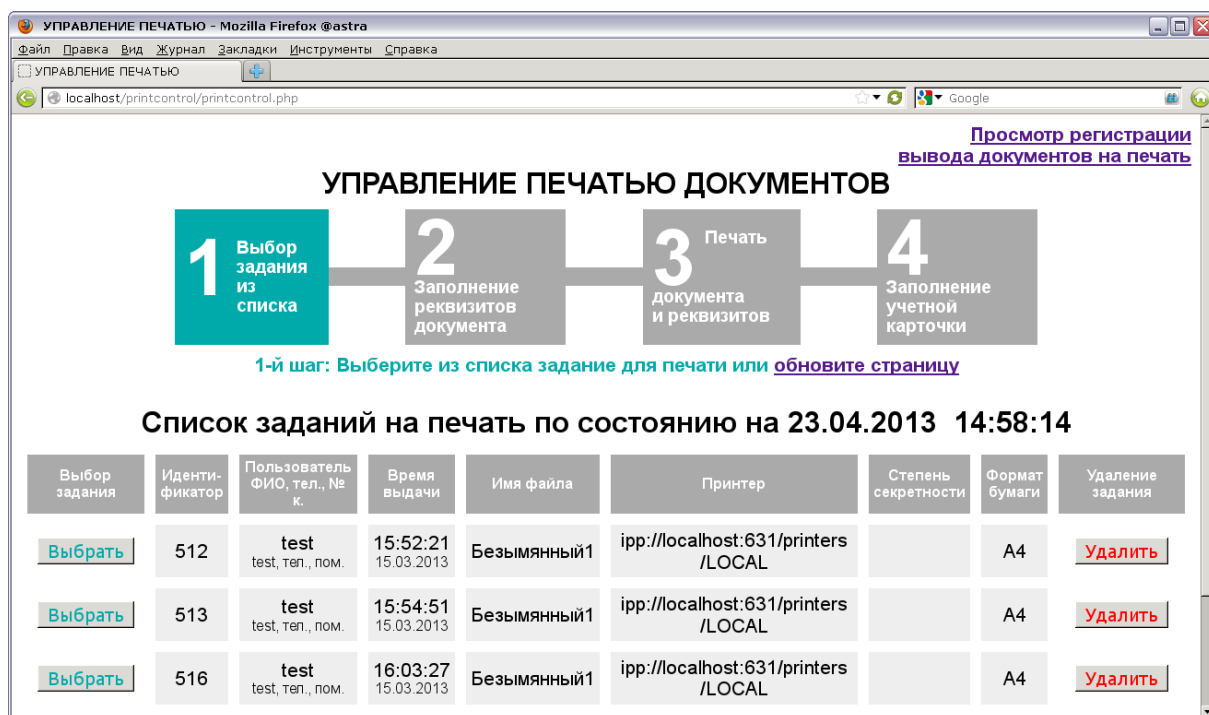 УПРАВЛЕНИЕ ПЕЧАТЬЮ - Mozilla Firefox @astra
Файл Правка Вид Журнал Закладки Инструменты Справка
УПРАВЛЕНИЕ ПЕЧАТЬЮ
localhost/printcontrol/printcontrol.php Google
Просмотр регистрации
вывода документов на печать
УПРАВЛЕНИЕ ПЕЧАТЬЮ ДОКУМЕНТОВ
1 Выбор
задания
из
списка
2
Заполнение
реквизитов
документа
3 Печать
документа
и реквизитов
4
Заполнение
учетной
карточки
1-й шаг: Выберите из списка задание для печати или обновите страницу
Список заданий на печать по состоянию на 23.04.2013 14:58:14
Выбор
задания
Иденти-
фикатор
Пользователь
ФИО, тел., №
к.
Время
выдачи
Имя файла
Принтер
Степень
секретности
Формат
бумаги
Удаление
задания
Выбрать
512
test
test, тел., пом.
15:52:21
15.03.2013
Безымянный1
ipp://localhost:631/printers
/LOCAL
A4
Удалить
Выбрать
513
test
test, тел., пом.
15:54:51
15.03.2013
Безымянный1
ipp://localhost:631/printers
/LOCAL
A4
Удалить
Выбрать
516
test
test, тел., пом.
16:03:27
15.03.2013
Безымянный1
ipp://localhost:631/printers
/LOCAL
A4
Удалить